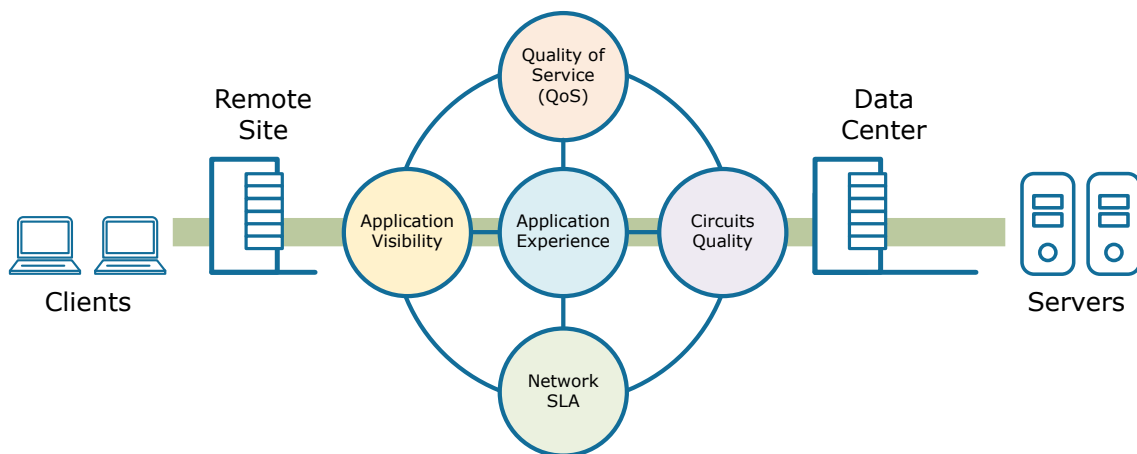 Quality of
Service
(QoS)
Remote
Site
Data
Center
Application
Visibility
Application
Experience
Circuits
Quality
Clients
Servers
Network
SLA